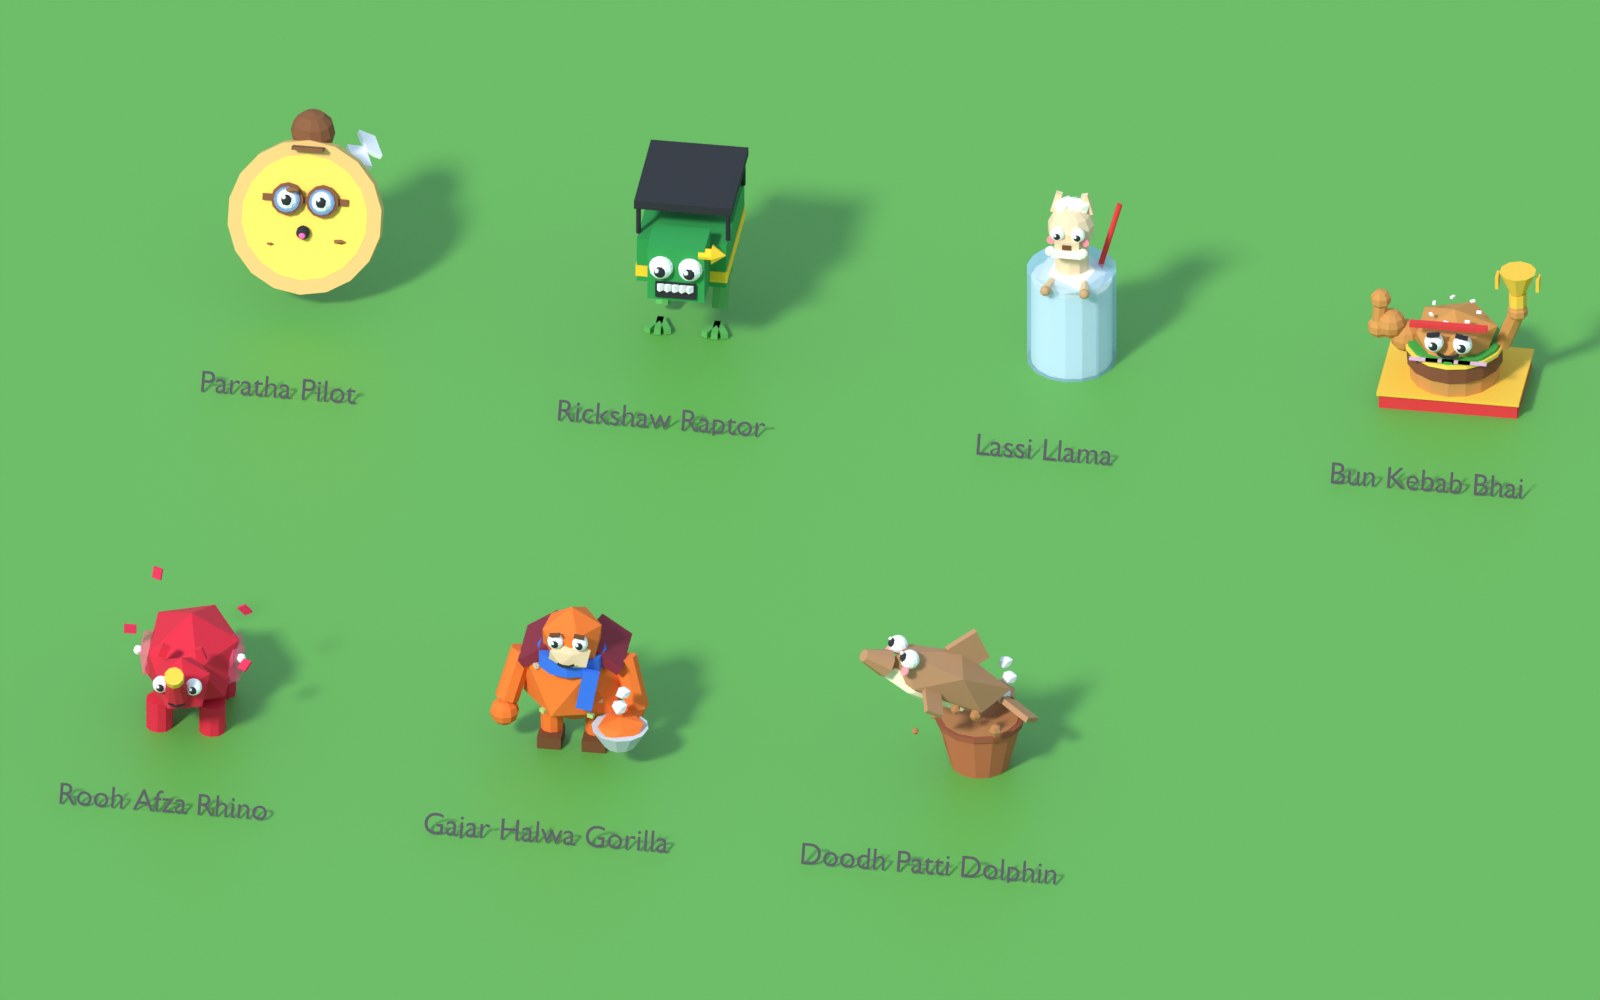 Paratha Pilot
Rickshaw Raptor
Lassi Llama
Bun Kebab Bhai
Rooh Afza Rhino
Gajar Halwa Gorilla
Doodh Patti Dolphin